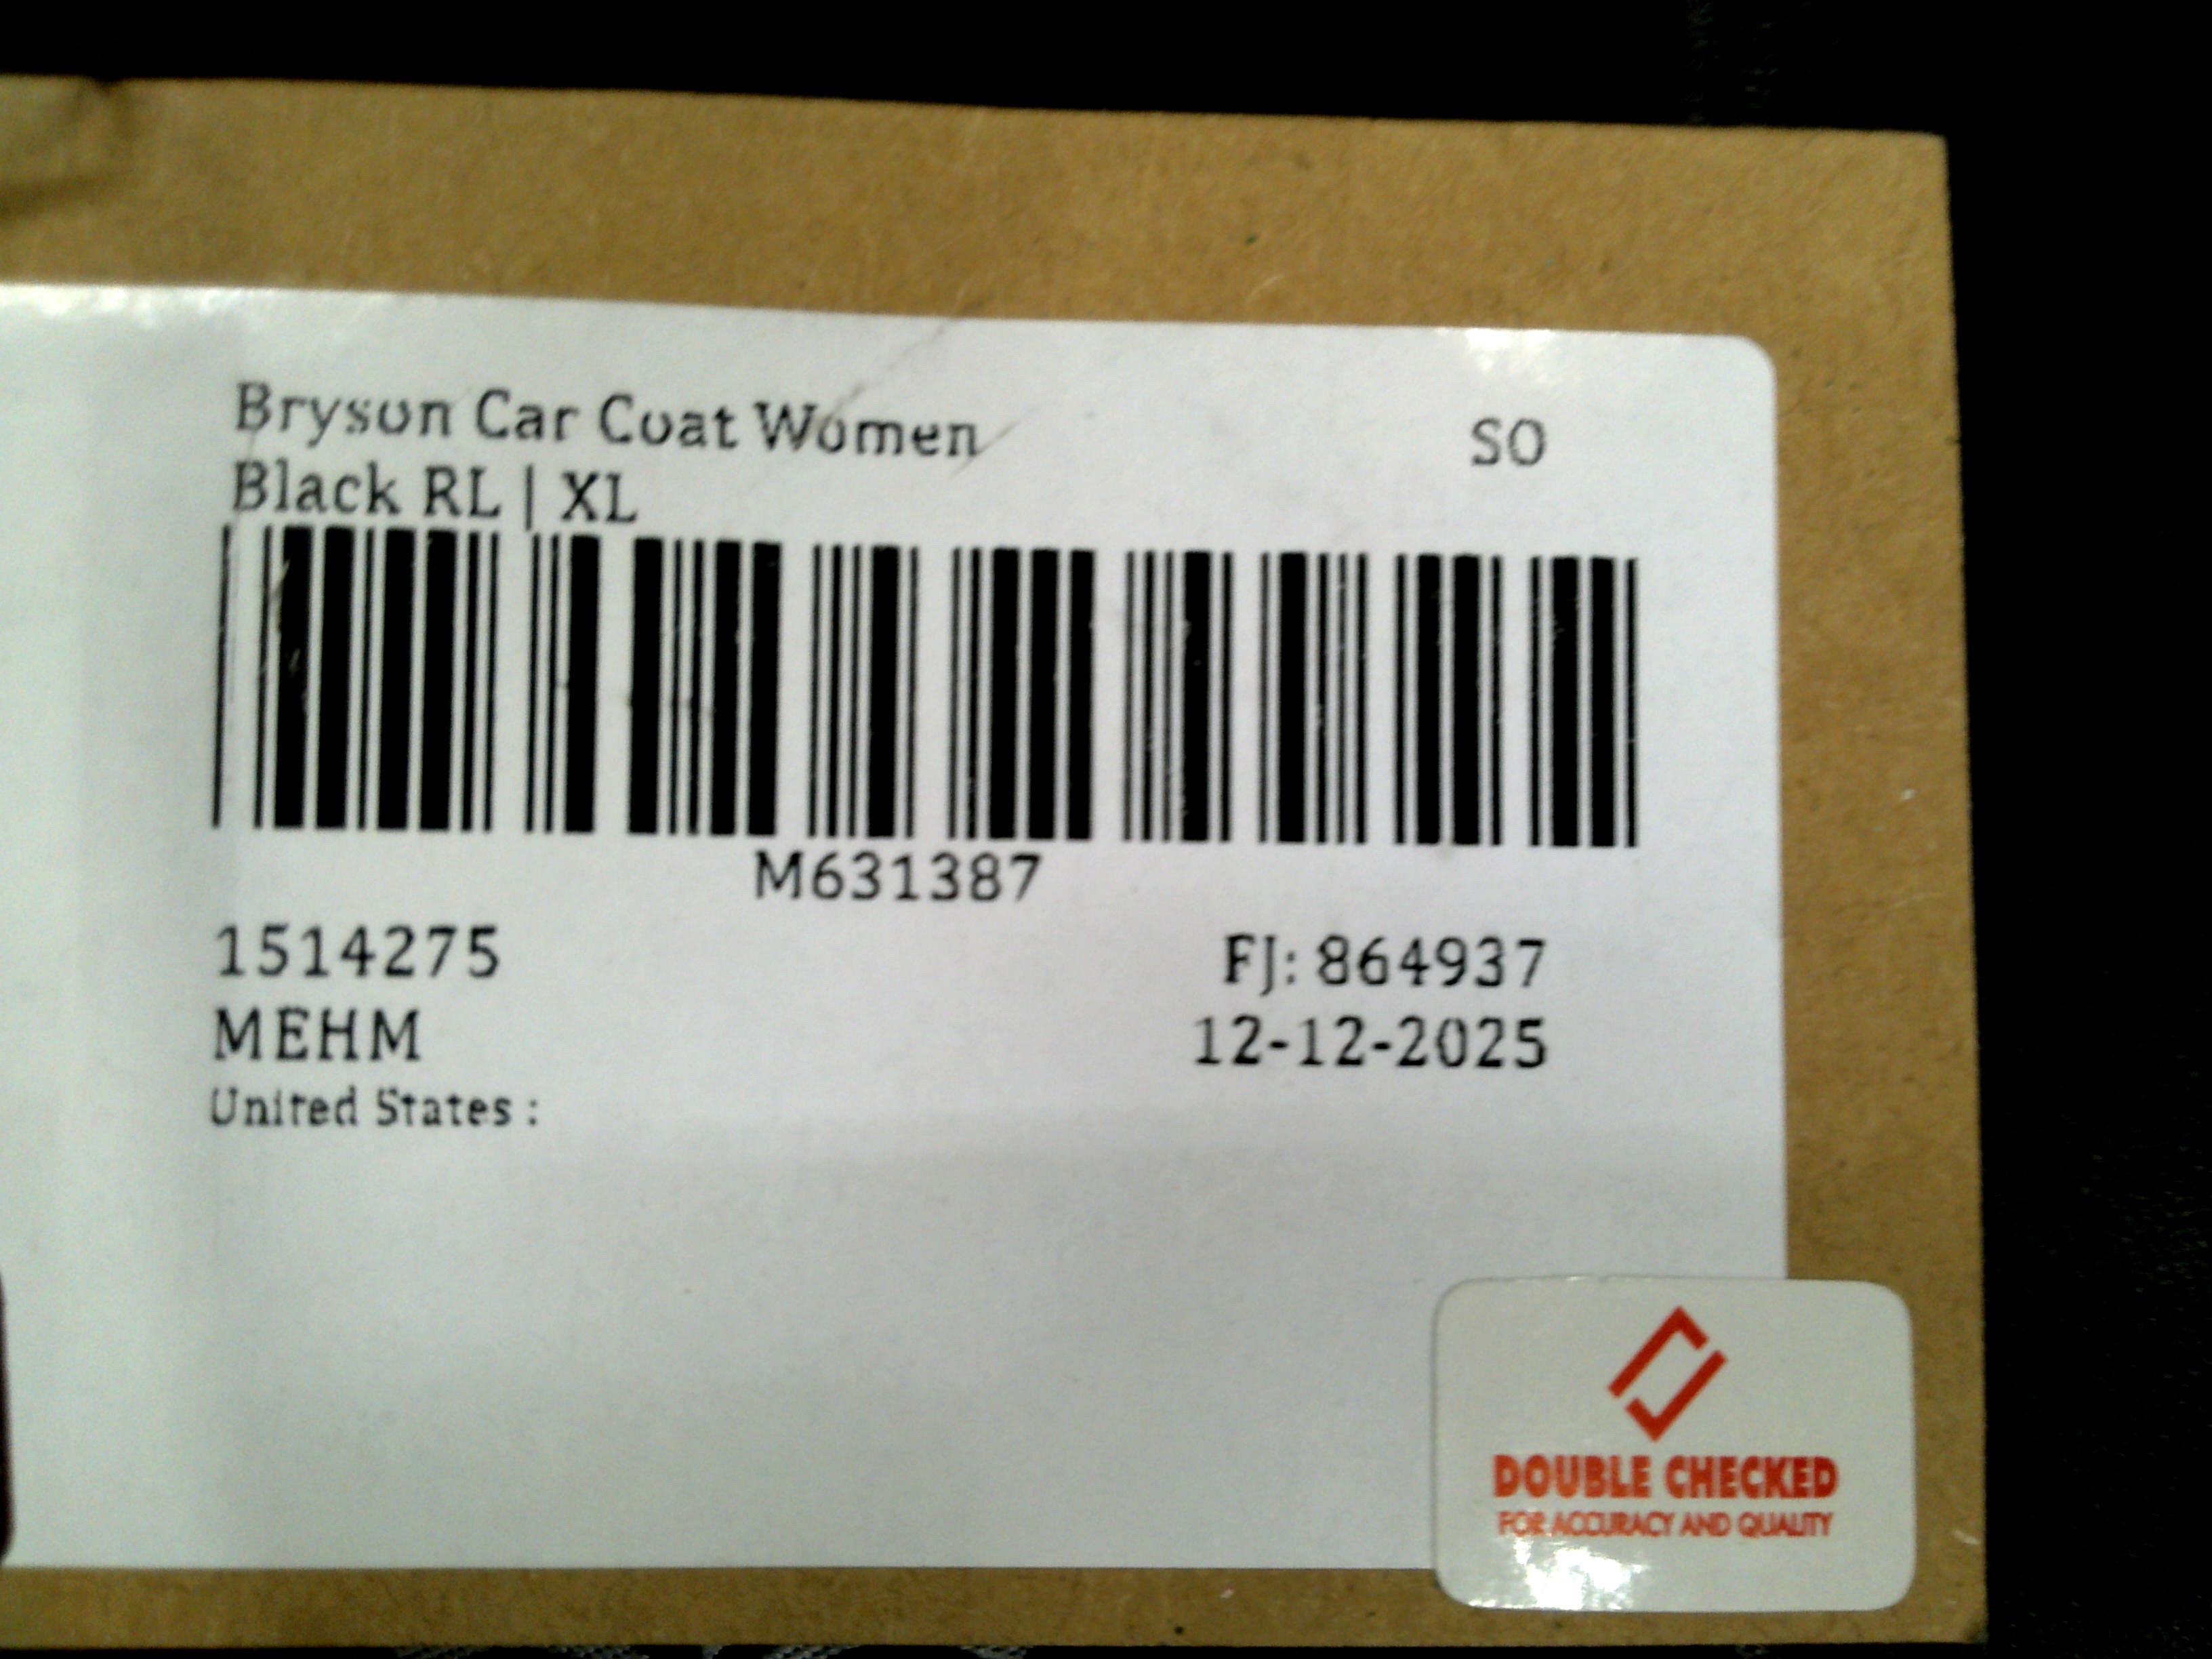 Bryson Car Coat Women
SO
Black RL | XL
M631387
1514275
FJ: 864937
MEHM
12-12-2025
United States :
DOUBLE CHECKED
FOR ACCURACY AND QUALITY